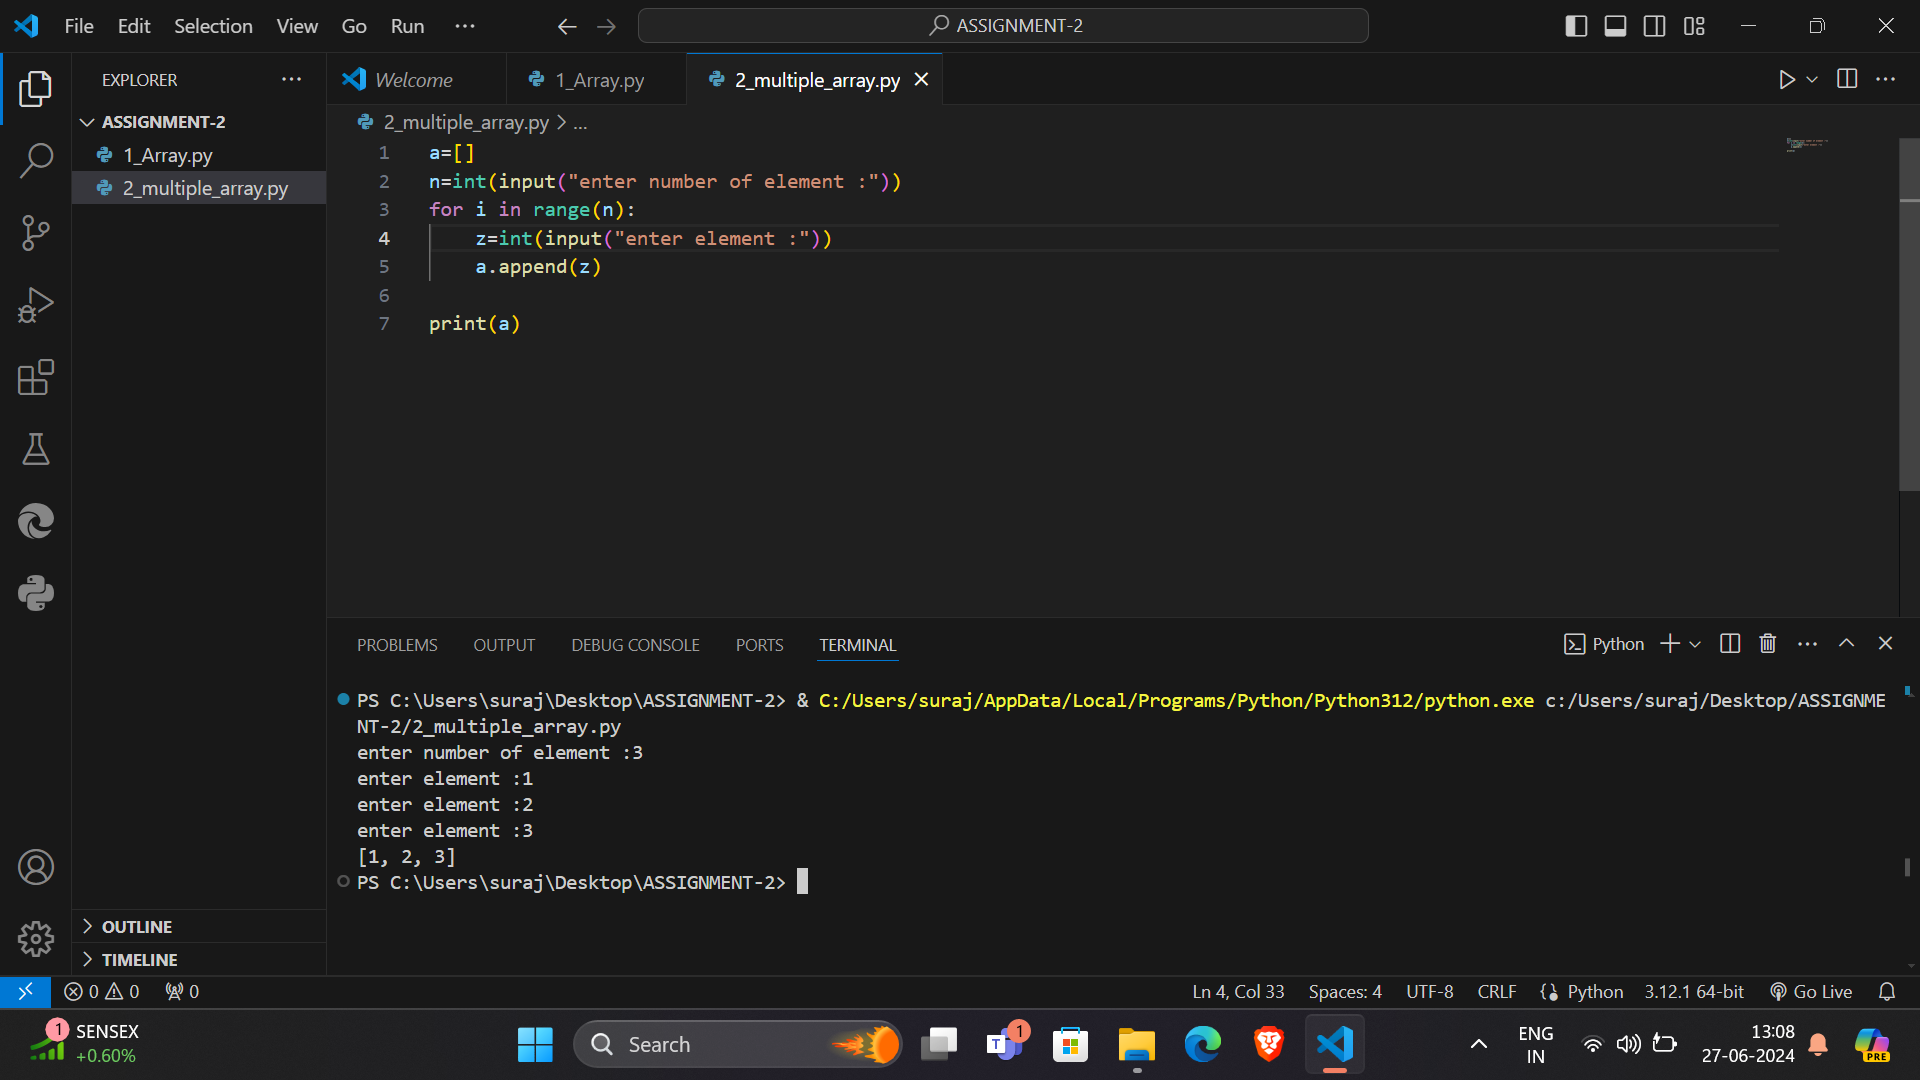 File Edit Selection View Go Run ··· ASSIGNMENT-2
EXPLORER ···
Welcome 1_Array.py 2_multiple_array.py
ASSIGNMENT-2
1_Array.py
2_multiple_array.py
2_multiple_array.py > ...
1 a=[]
2 n=int(input("enter number of element :"))
3 for i in range(n):
4     z=int(input("enter element :"))
5     a.append(z)
6
7 print(a)
PROBLEMS OUTPUT DEBUG CONSOLE PORTS TERMINAL Python
PS C:\Users\suraj\Desktop\ASSIGNMENT-2> & C:/Users/suraj/AppData/Local/Programs/Python/Python312/python.exe c:/Users/suraj/Desktop/ASSIGNME
NT-2/2_multiple_array.py
enter number of element :3
enter element :1
enter element :2
enter element :3
[1, 2, 3]
PS C:\Users\suraj\Desktop\ASSIGNMENT-2>
OUTLINE
TIMELINE
0 0 0 Ln 4, Col 33 Spaces: 4 UTF-8 CRLF Python 3.12.1 64-bit Go Live
1 SENSEX
+0.60%
Search
T 1
ENG
IN
13:08
27-06-2024
PRE